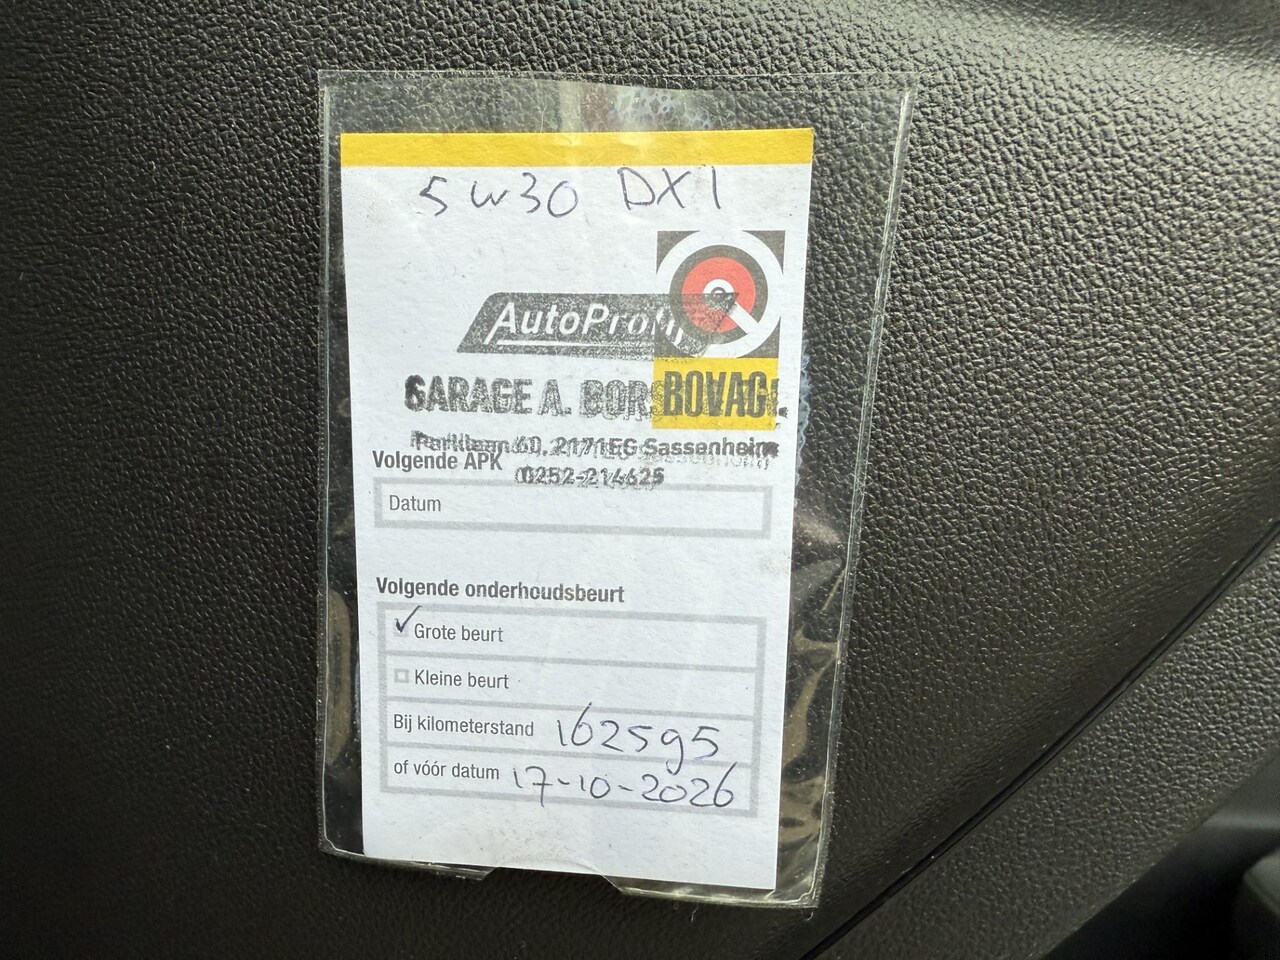 5W30 DX1
AutoProfi
GARAGE A. BOVAG
Parklaan 60, 2171EG Sassenheim
Volgende APK
0252-214625
Datum
Volgende onderhoudsbeurt
✓ Grote beurt
Kleine beurt
Bij kilometerstand 162595
of vóór datum 17-10-2026